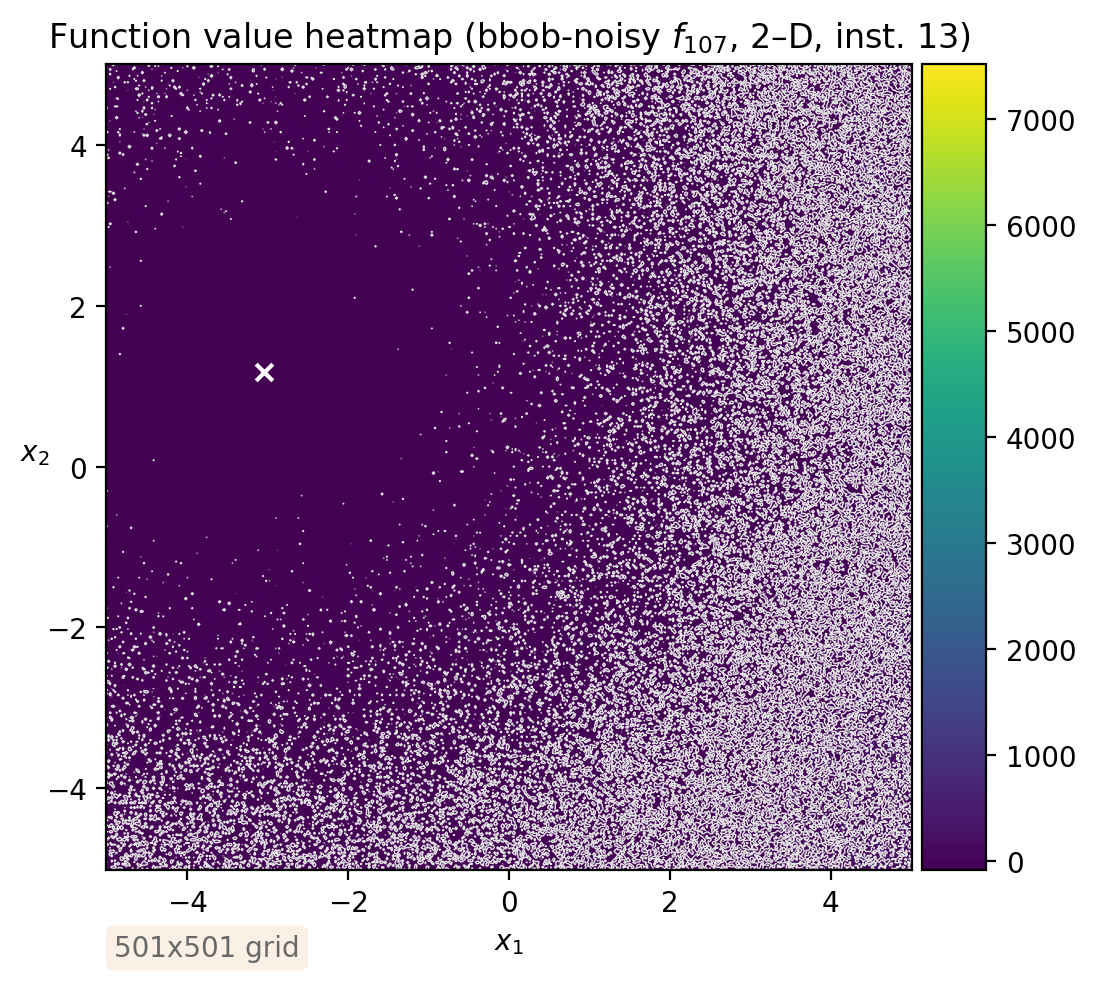 Function value heatmap (bbob-noisy f₁₀₇, 2–D, inst. 13)
7000
6000
5000
4000
3000
2000
1000
0
4
2
0
−2
−4
x₂
−4 −2 0 2 4
x₁
501x501 grid